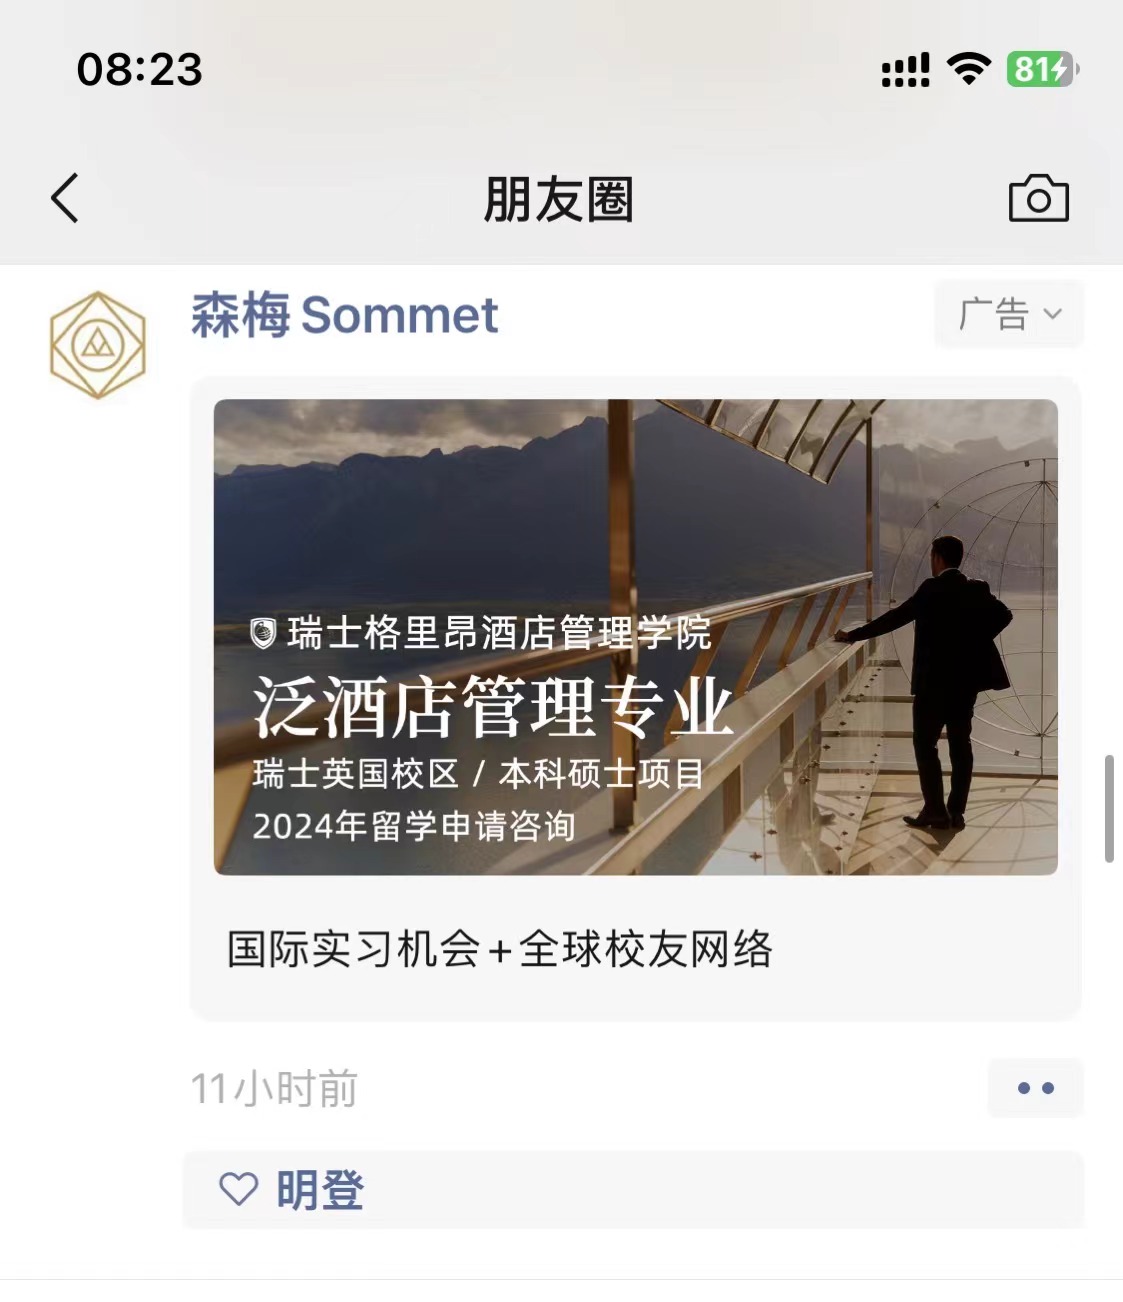 08:23
81
朋友圈
森梅 Sommet
广告
瑞士格里昂酒店管理学院
泛酒店管理专业
瑞士英国校区 / 本科硕士项目
2024年留学申请咨询
国际实习机会+全球校友网络
11小时前
明登